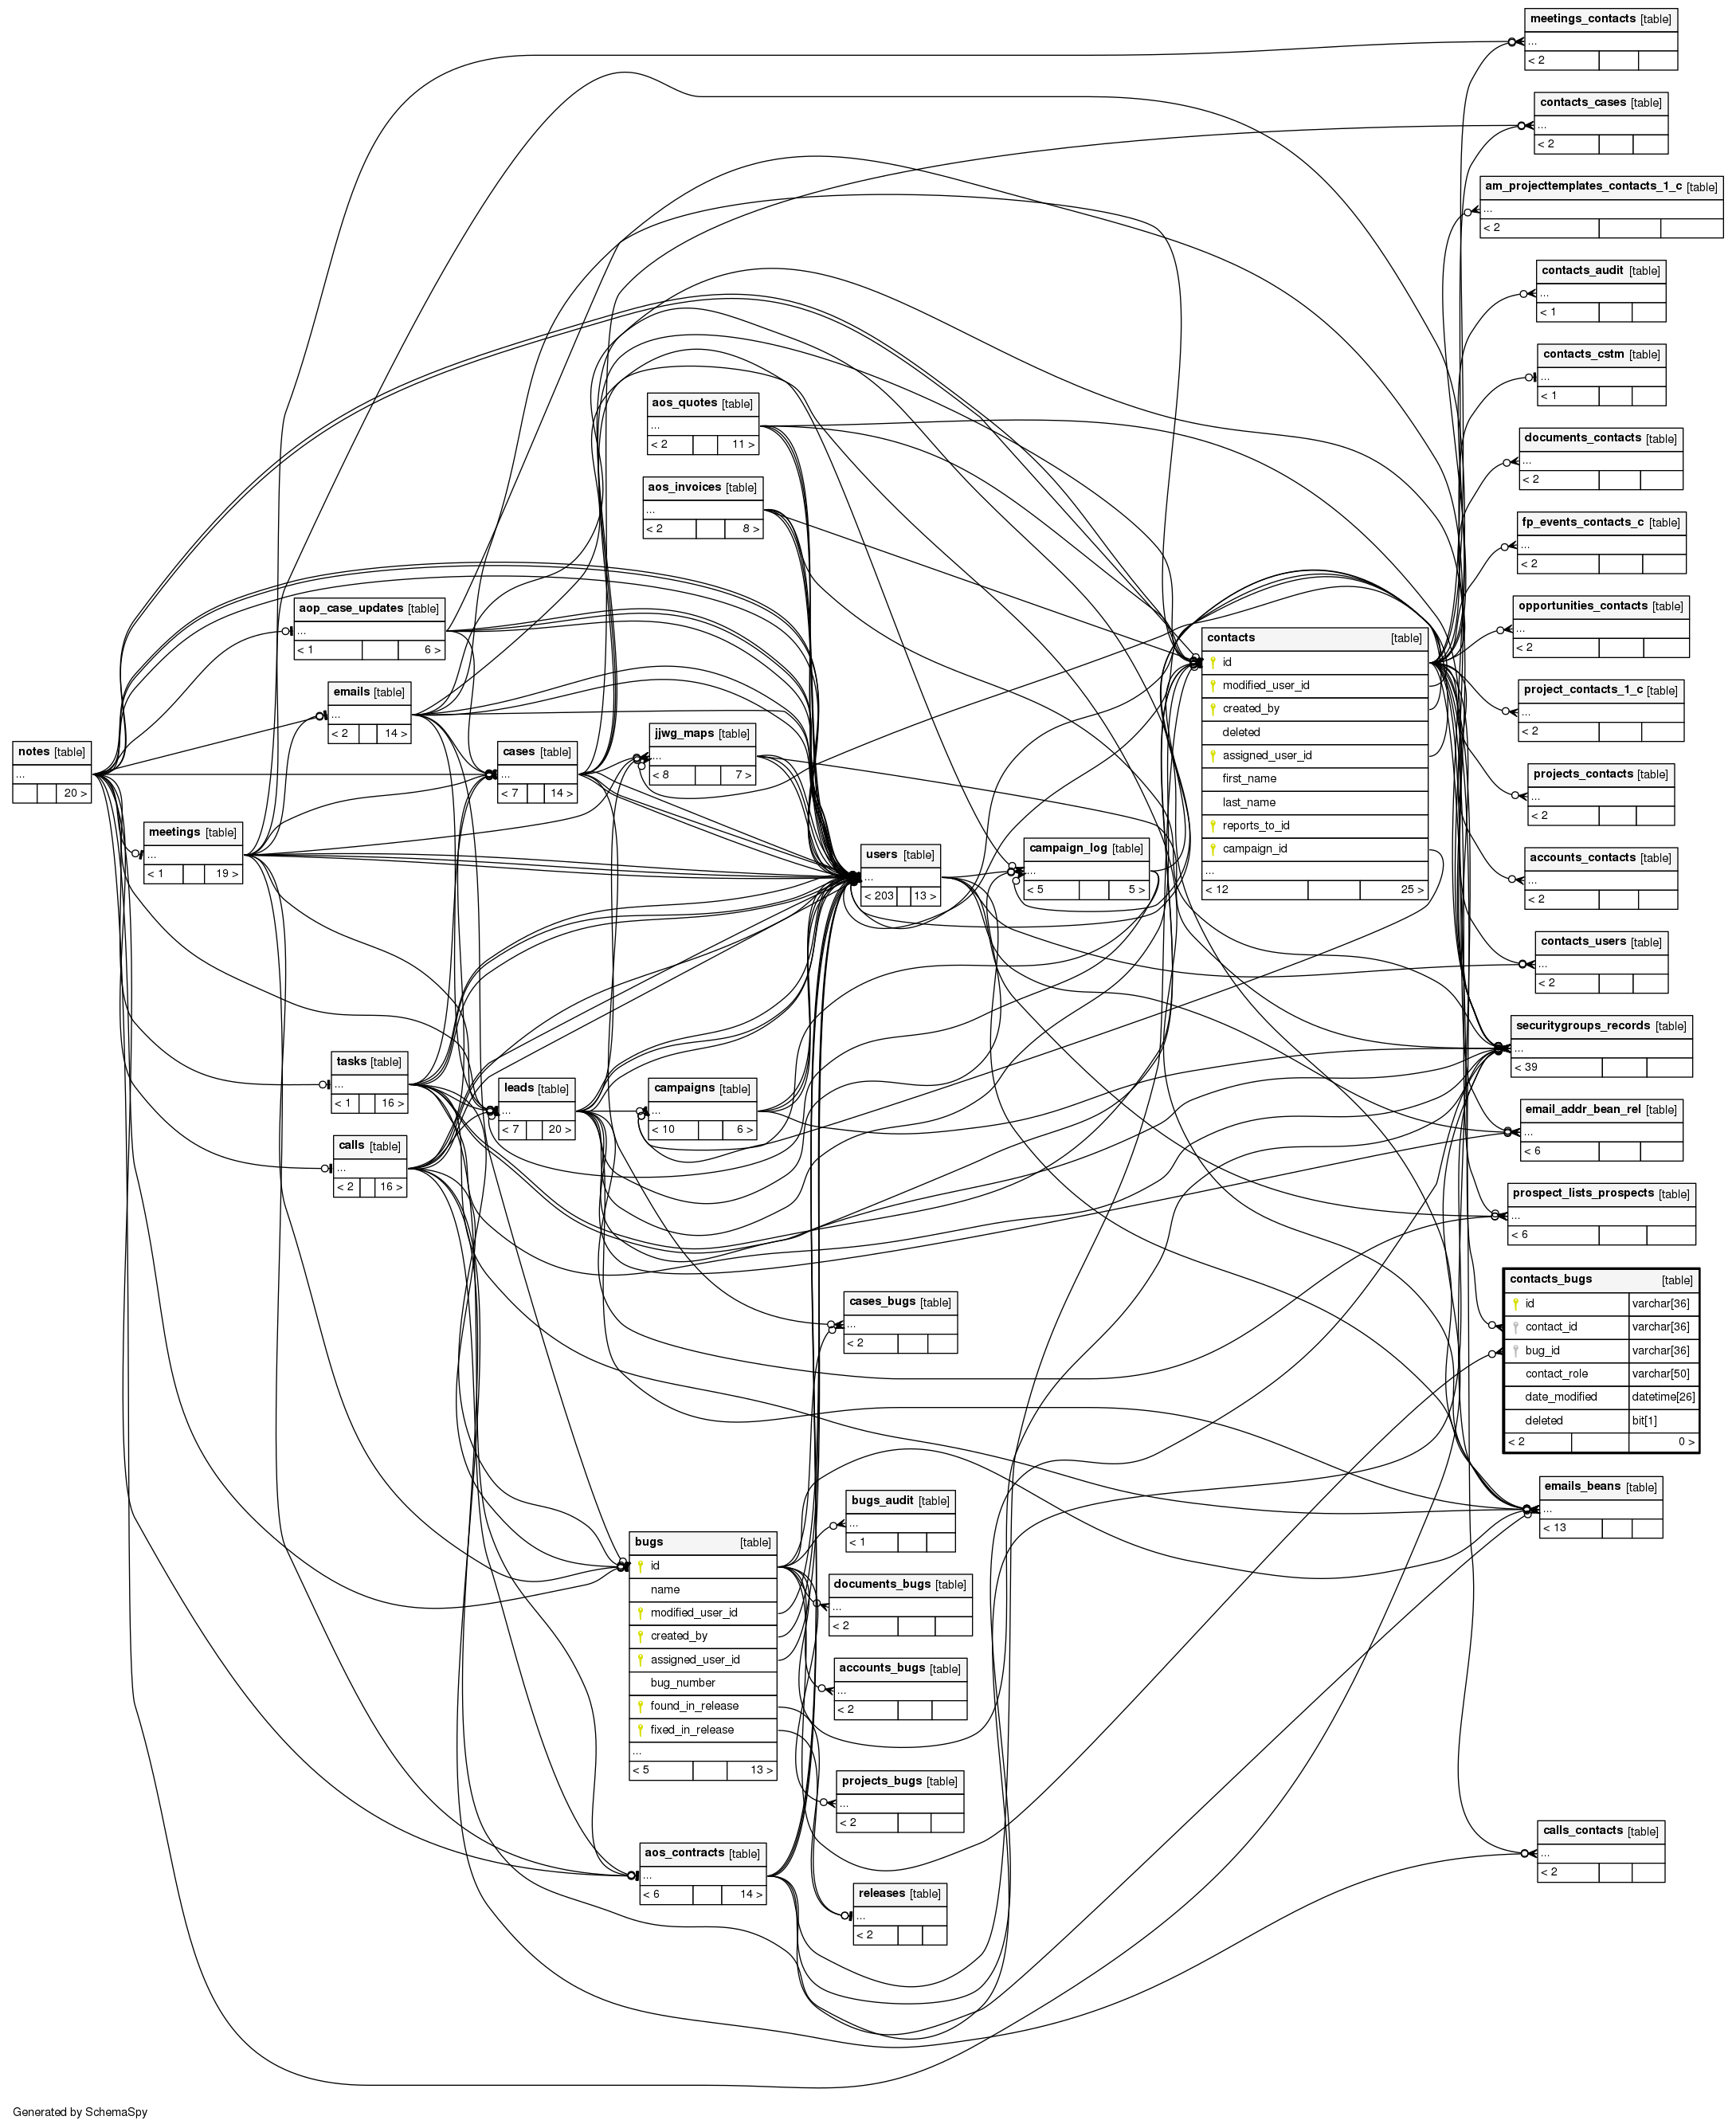 meetings_contacts [table]
...
< 2
contacts_cases [table]
...
< 2
am_projecttemplates_contacts_1_c [table]
...
< 2
contacts_audit [table]
...
< 1
contacts_cstm [table]
...
< 1
documents_contacts [table]
...
< 2
fp_events_contacts_c [table]
...
< 2
opportunities_contacts [table]
...
< 2
project_contacts_1_c [table]
...
< 2
projects_contacts [table]
...
< 2
accounts_contacts [table]
...
< 2
contacts_users [table]
...
< 2
securitygroups_records [table]
...
< 39
email_addr_bean_rel [table]
...
< 6
prospect_lists_prospects [table]
...
< 6
contacts_bugs [table]
id varchar[36]
contact_id varchar[36]
bug_id varchar[36]
contact_role varchar[50]
date_modified datetime[26]
deleted bit[1]
< 2 0 >
emails_beans [table]
...
< 13
calls_contacts [table]
...
< 2
contacts [table]
id
modified_user_id
created_by
deleted
assigned_user_id
first_name
last_name
reports_to_id
campaign_id
...
< 12 25 >
aos_quotes [table]
...
< 2 11 >
aos_invoices [table]
...
< 2 8 >
aop_case_updates [table]
...
< 1 6 >
emails [table]
...
< 2 14 >
notes [table]
...
20 >
cases [table]
...
< 7 14 >
jjwg_maps [table]
...
< 8 7 >
meetings [table]
...
< 1 19 >
users [table]
...
< 203 13 >
campaign_log [table]
...
< 5 5 >
tasks [table]
...
< 1 16 >
leads [table]
...
< 7 20 >
campaigns [table]
...
< 10 6 >
calls [table]
...
< 2 16 >
cases_bugs [table]
...
< 2
bugs_audit [table]
...
< 1
bugs [table]
id
name
modified_user_id
created_by
assigned_user_id
bug_number
found_in_release
fixed_in_release
...
< 5 13 >
documents_bugs [table]
...
< 2
accounts_bugs [table]
...
< 2
projects_bugs [table]
...
< 2
aos_contracts [table]
...
< 6 14 >
releases [table]
...
< 2
Generated by SchemaSpy